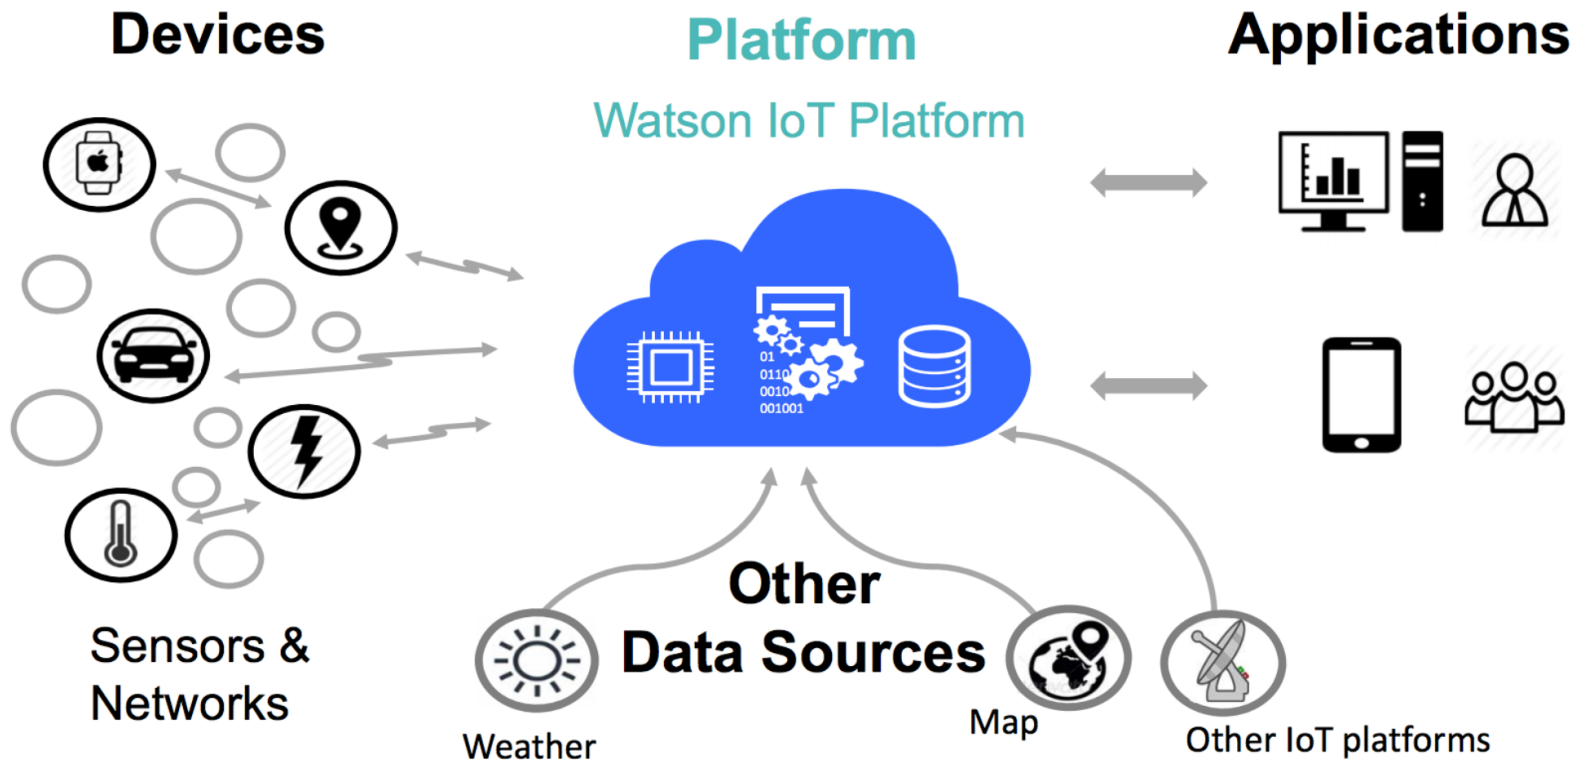 Devices
Platform
Applications
Watson IoT Platform
01
0110
0010
001001
Other
Data Sources
Sensors &
Networks
Weather
Map
Other IoT platforms